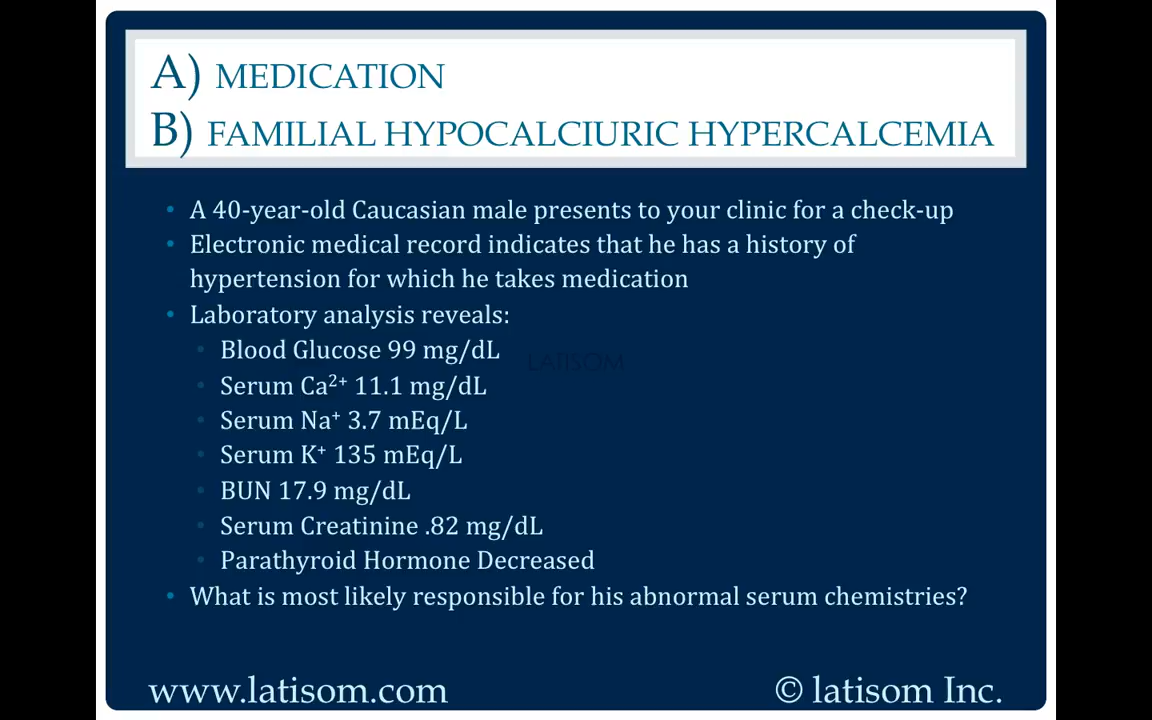 A) MEDICATION
B) FAMILIAL HYPOCALCIURIC HYPERCALCEMIA
• A 40-year-old Caucasian male presents to your clinic for a check-up
• Electronic medical record indicates that he has a history of
hypertension for which he takes medication
• Laboratory analysis reveals:
• Blood Glucose 99 mg/dL
LATISOM
• Serum Ca²⁺ 11.1 mg/dL
• Serum Na⁺ 3.7 mEq/L
• Serum K⁺ 135 mEq/L
• BUN 17.9 mg/dL
• Serum Creatinine .82 mg/dL
• Parathyroid Hormone Decreased
• What is most likely responsible for his abnormal serum chemistries?
www.latisom.com
© latisom Inc.